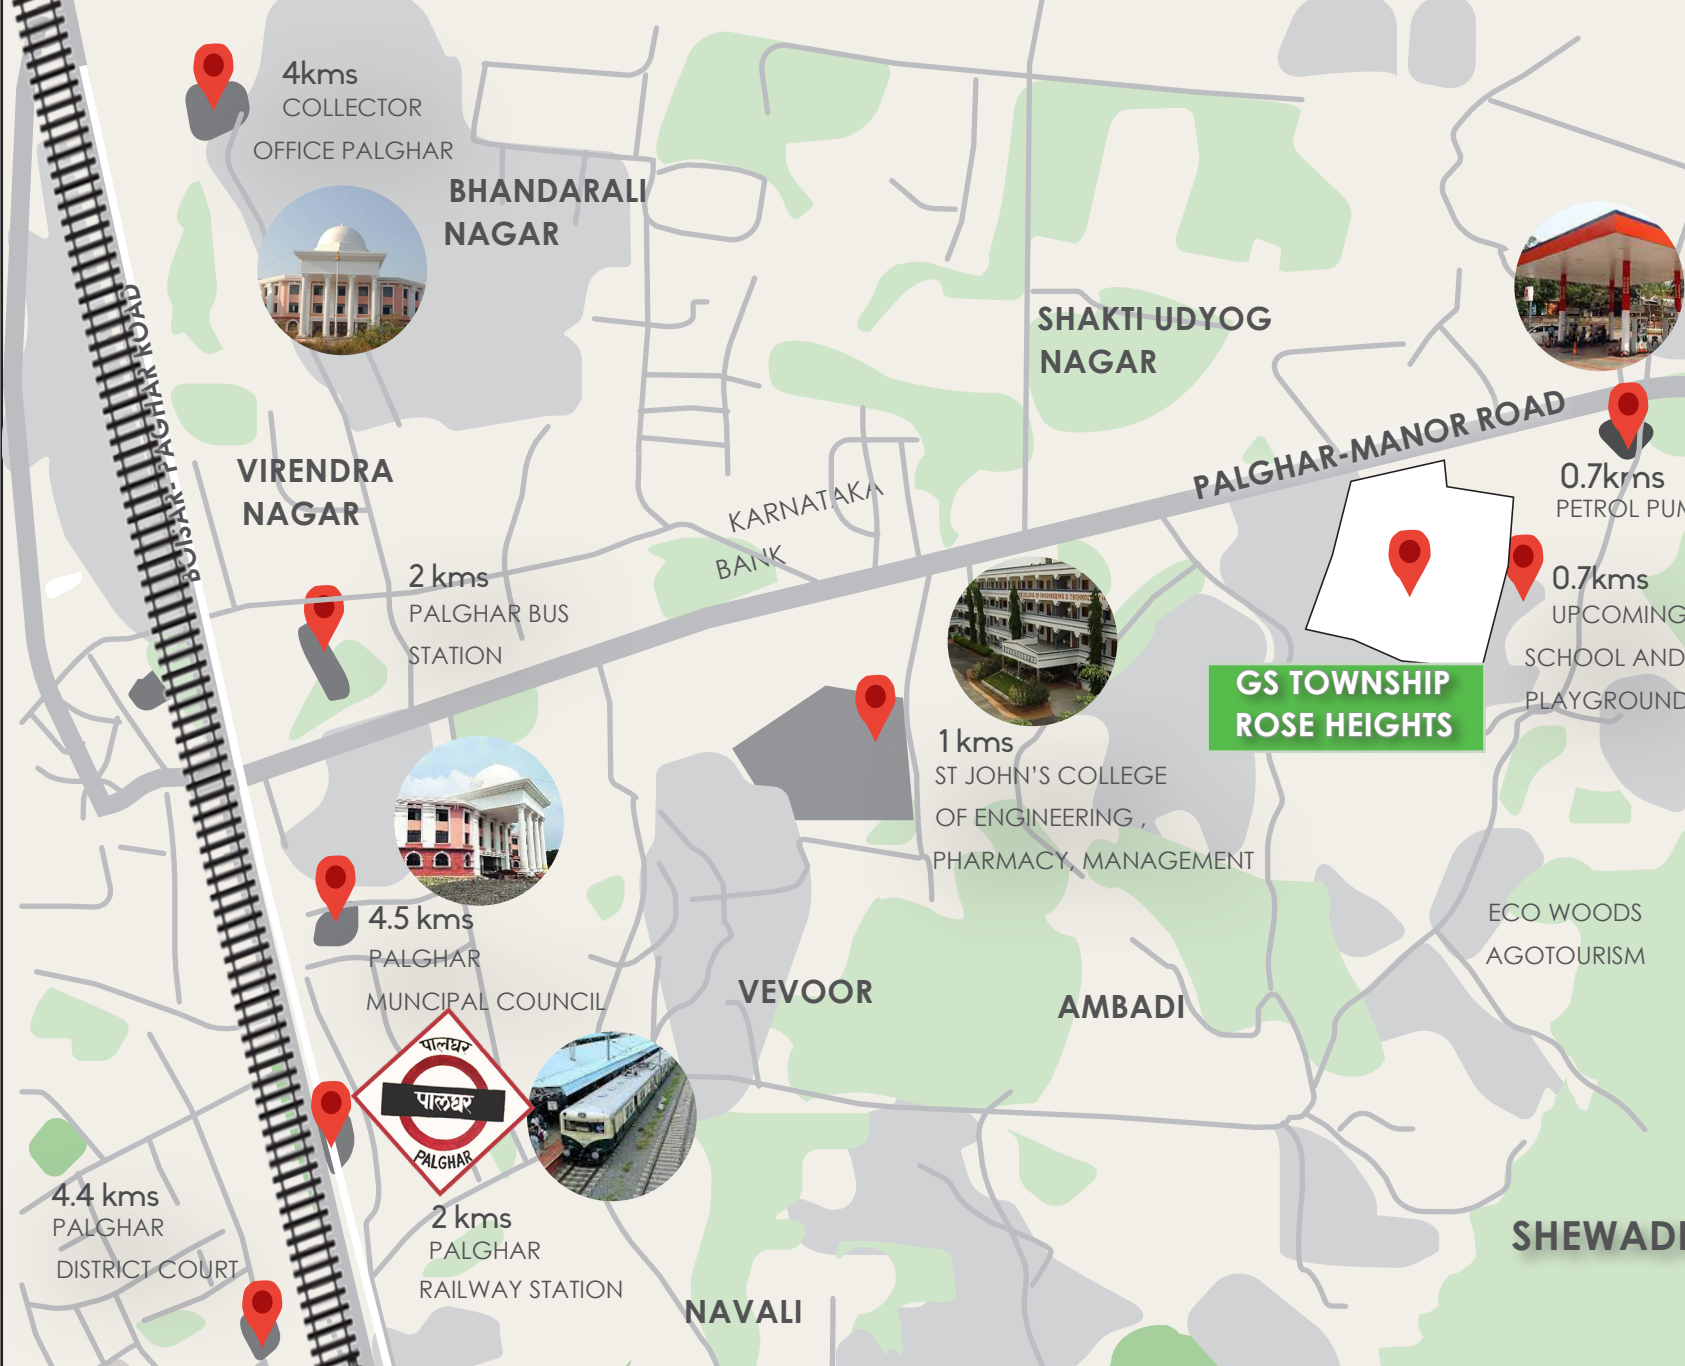 4kms
COLLECTOR
OFFICE PALGHAR
BHANDARALI
NAGAR
BOISAR- PALGHAR ROAD
SHAKTI UDYOG
NAGAR
PALGHAR-MANOR ROAD
VIRENDRA
NAGAR
KARNATAKA
BANK
0.7kms
PETROL PUM
2 kms
PALGHAR BUS
STATION
0.7kms
UPCOMING
SCHOOL AND
PLAYGROUND
GS TOWNSHIP
ROSE HEIGHTS
1 kms
ST JOHN'S COLLEGE
OF ENGINEERING ,
PHARMACY, MANAGEMENT
4.5 kms
PALGHAR
MUNCIPAL COUNCIL
ECO WOODS
AGOTOURISM
VEVOOR
AMBADI
पालघर
पालघर
PALGHAR
4.4 kms
PALGHAR
DISTRICT COURT
2 kms
PALGHAR
RAILWAY STATION
SHEWADI
NAVALI